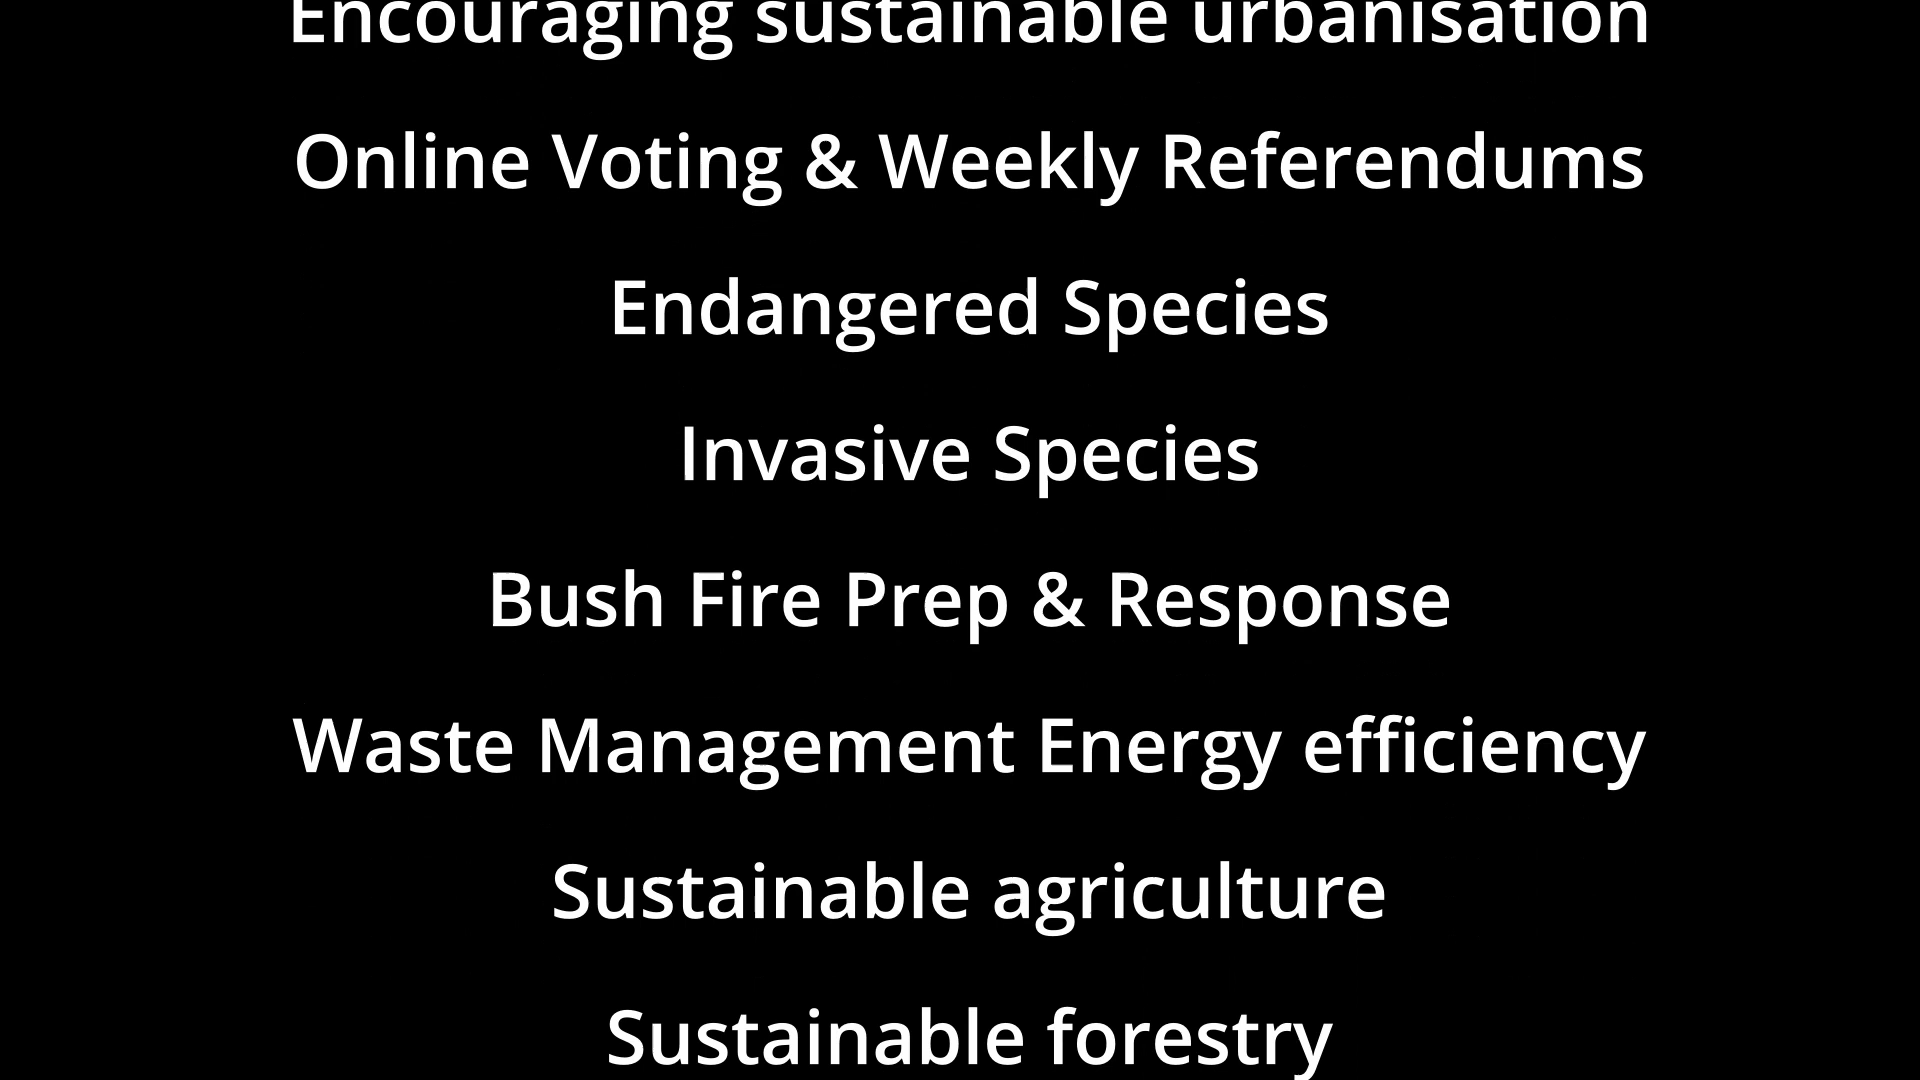 Encouraging sustainable urbanisation
Online Voting & Weekly Referendums
Endangered Species
Invasive Species
Bush Fire Prep & Response
Waste Management Energy efficiency
Sustainable agriculture
Sustainable forestry